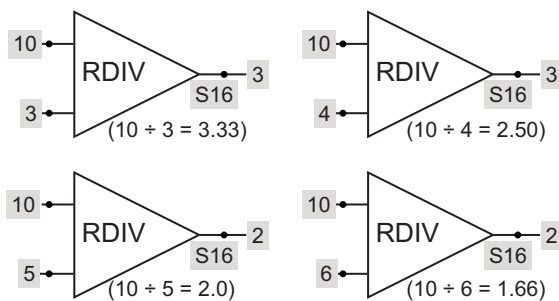 10
RDIV
3
S16
3
(10 ÷ 3 = 3.33)
10
RDIV
3
S16
4
(10 ÷ 4 = 2.50)
10
RDIV
2
S16
5
(10 ÷ 5 = 2.0)
10
RDIV
2
S16
6
(10 ÷ 6 = 1.66)